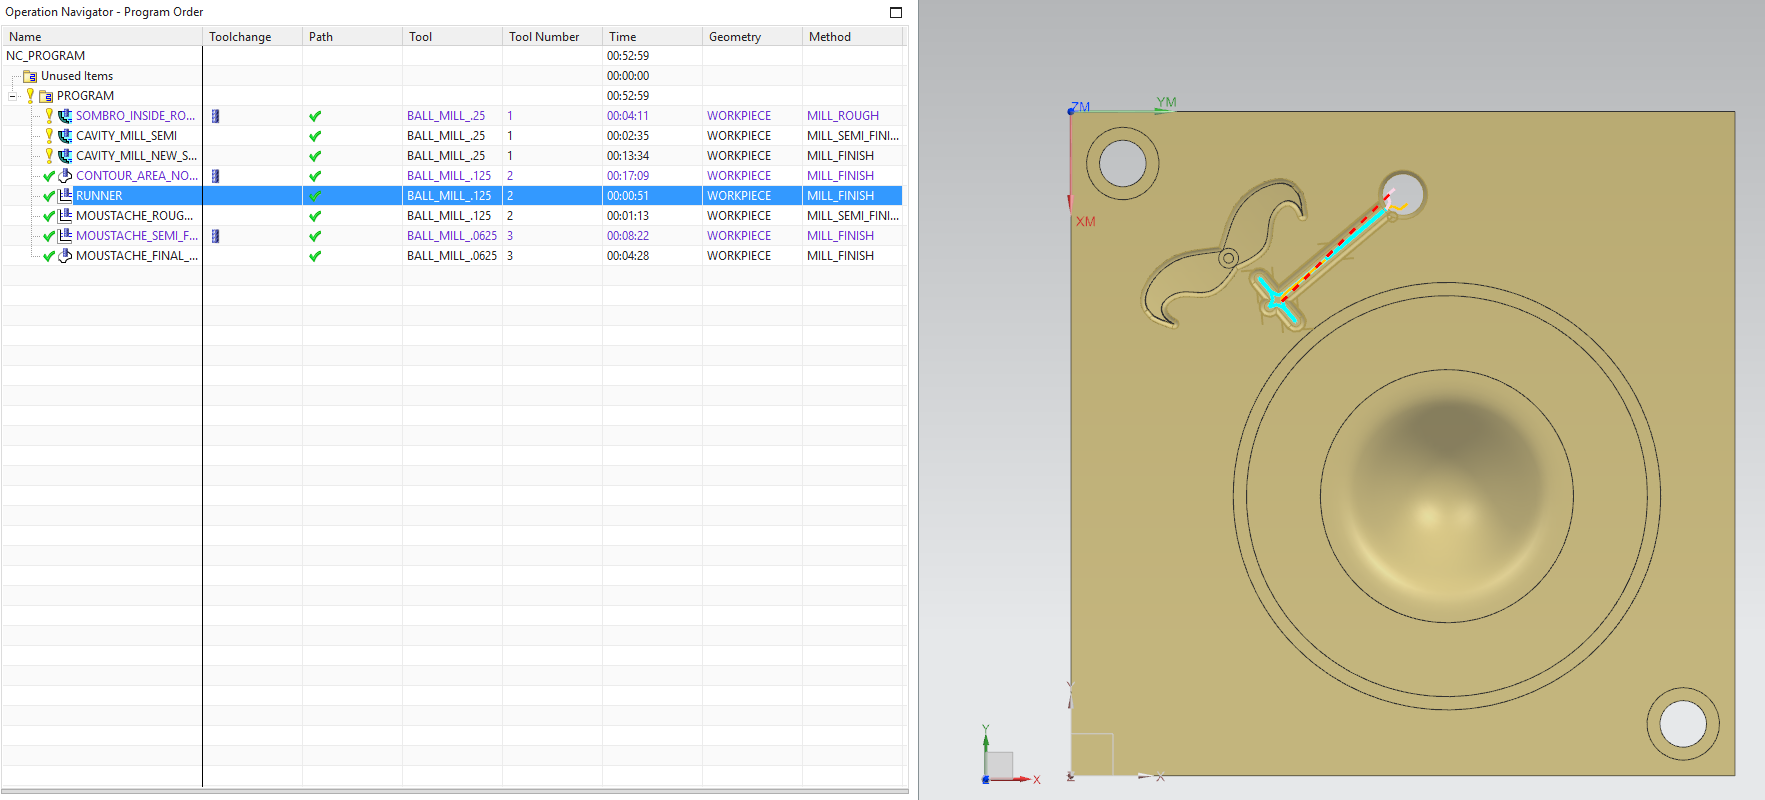 Operation Navigator - Program Order
Name Toolchange Path Tool Tool Number Time Geometry Method
NC_PROGRAM 00:52:59
Unused Items 00:00:00
PROGRAM 00:52:59
SOMBRO_INSIDE_RO... BALL_MILL_.25 1 00:04:11 WORKPIECE MILL_ROUGH
CAVITY_MILL_SEMI BALL_MILL_.25 1 00:02:35 WORKPIECE MILL_SEMI_FINI...
CAVITY_MILL_NEW_S... BALL_MILL_.25 1 00:13:34 WORKPIECE MILL_FINISH
CONTOUR_AREA_NO... BALL_MILL_.125 2 00:17:09 WORKPIECE MILL_FINISH
RUNNER BALL_MILL_.125 2 00:00:51 WORKPIECE MILL_FINISH
MOUSTACHE_ROUG... BALL_MILL_.125 2 00:01:13 WORKPIECE MILL_SEMI_FINI...
MOUSTACHE_SEMI_F... BALL_MILL_.0625 3 00:08:22 WORKPIECE MILL_FINISH
MOUSTACHE_FINAL_... BALL_MILL_.0625 3 00:04:28 WORKPIECE MILL_FINISH
ZM YM
XM
Y
X
Y
X